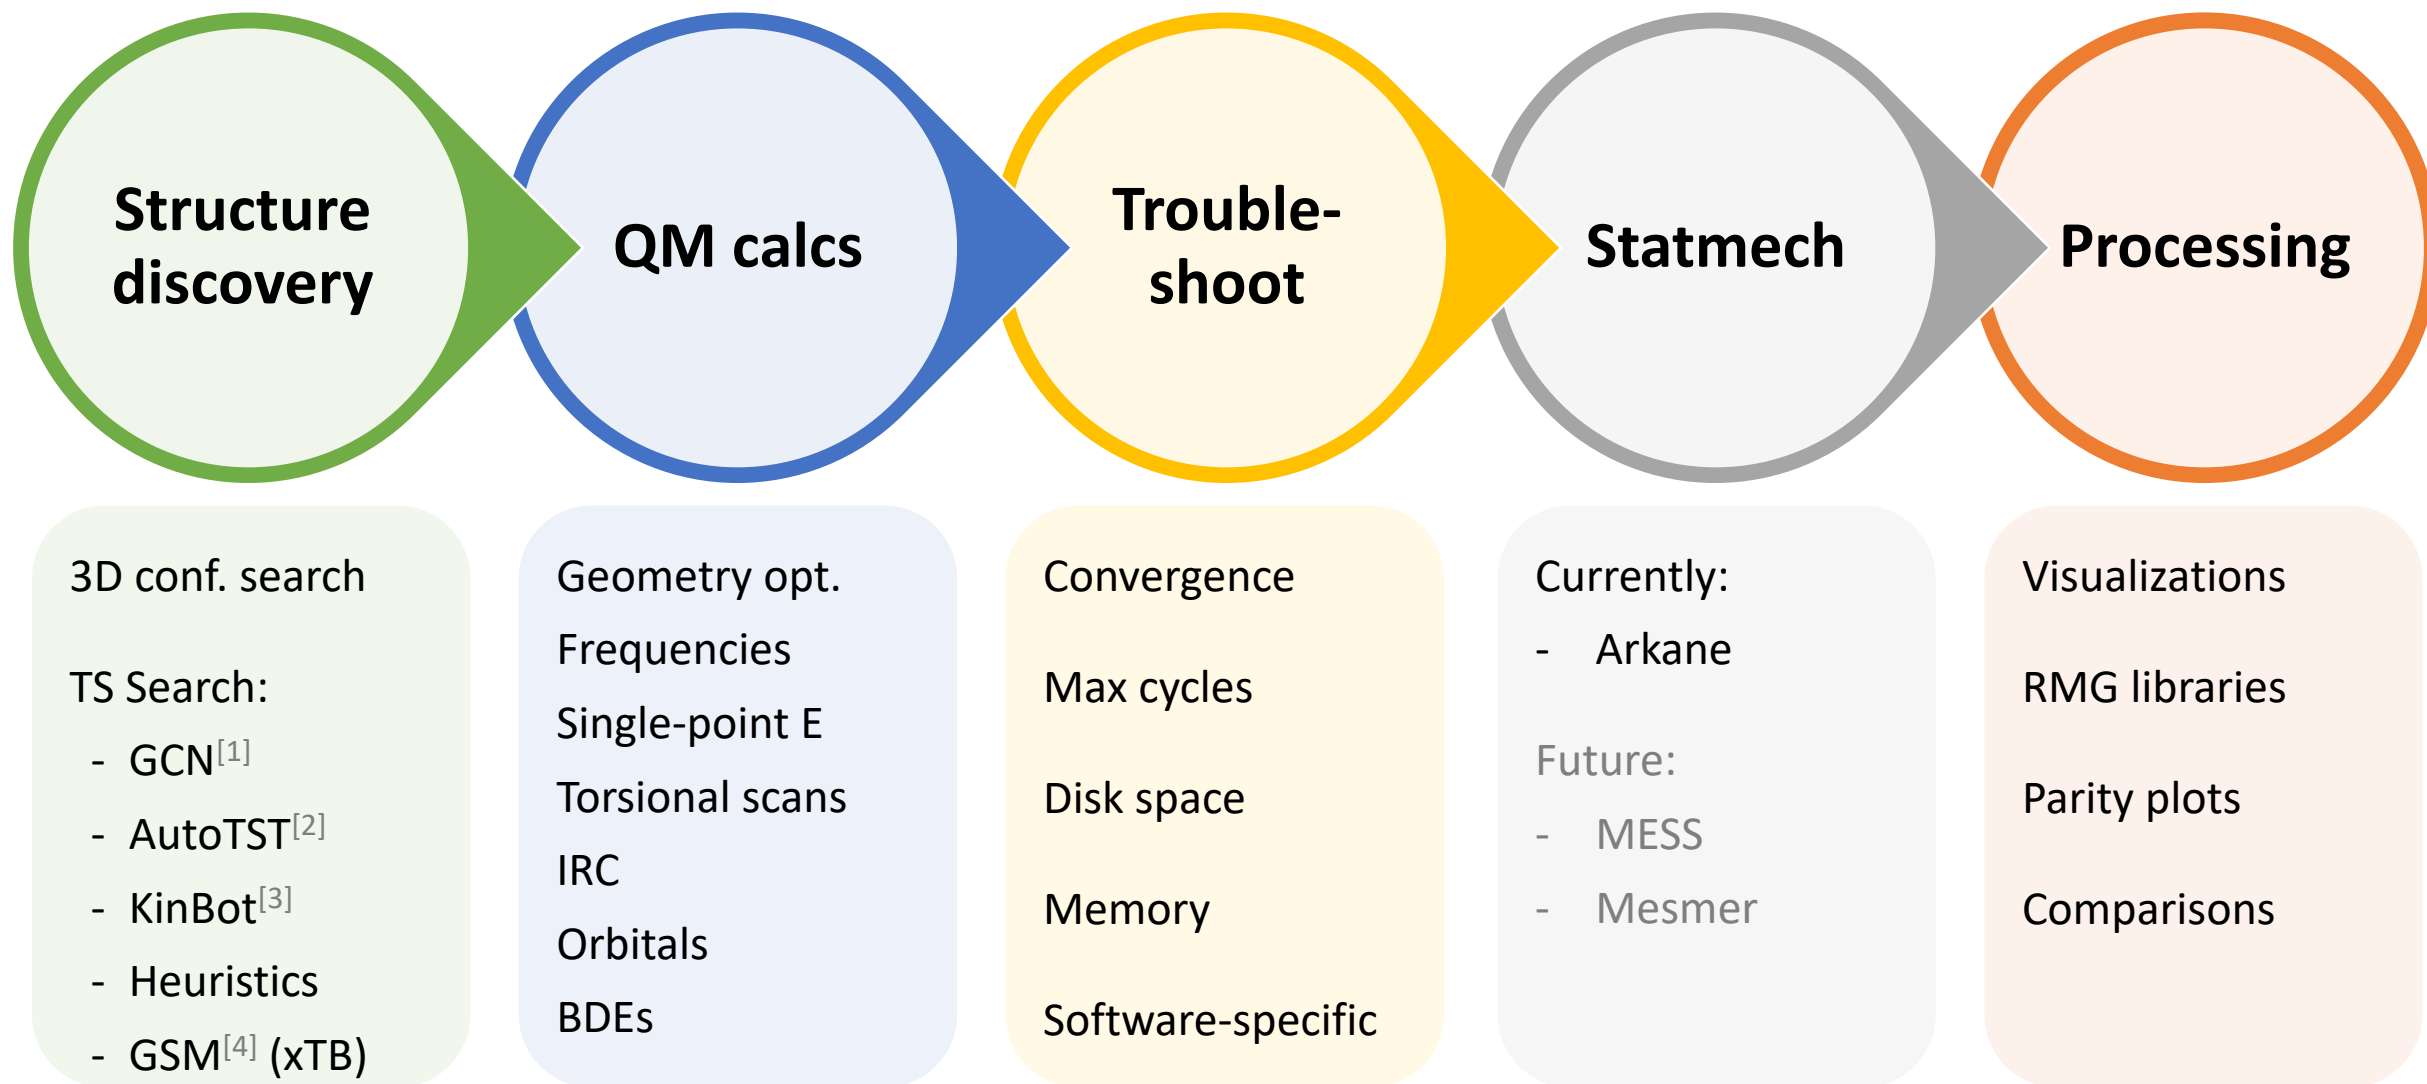 Structure
discovery
QM calcs
Trouble-
shoot
Statmech
Processing
3D conf. search
TS Search:
- GCN[1]
- AutoTST[2]
- KinBot[3]
- Heuristics
- GSM[4] (xTB)
Geometry opt.
Frequencies
Single-point E
Torsional scans
IRC
Orbitals
BDEs
Convergence
Max cycles
Disk space
Memory
Software-specific
Currently:
- Arkane
Future:
- MESS
- Mesmer
Visualizations
RMG libraries
Parity plots
Comparisons